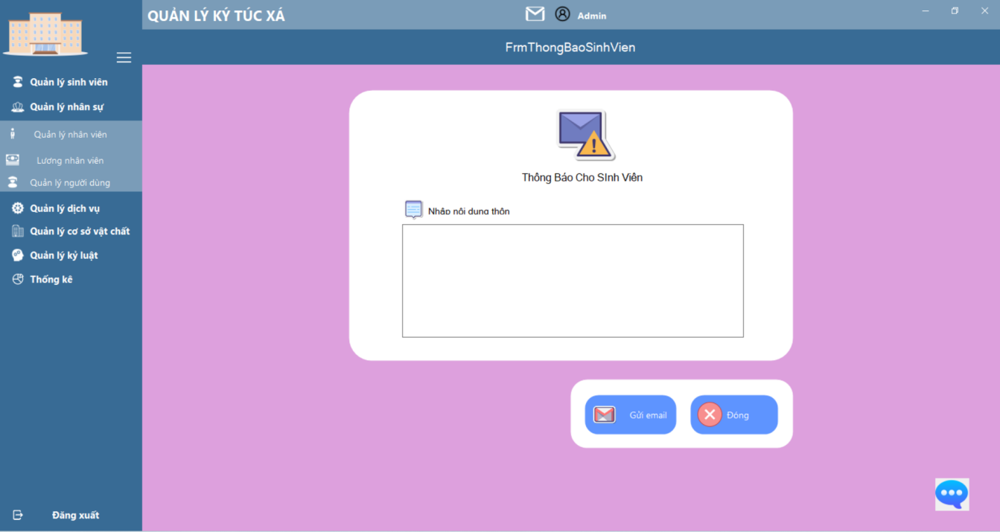 QUẢN LÝ KÝ TÚC XÁ
Admin
FrmThongBaoSinhVien
Quản lý sinh viên
Quản lý nhân sự
Quản lý nhân viên
Lương nhân viên
Quản lý người dùng
Quản lý dịch vụ
Quản lý cơ sở vật chất
Quản lý kỷ luật
Thống kê
Đăng xuất
Thông Báo Cho SInh Viên
Nhập nội dung thôn
Gửi email
Đóng